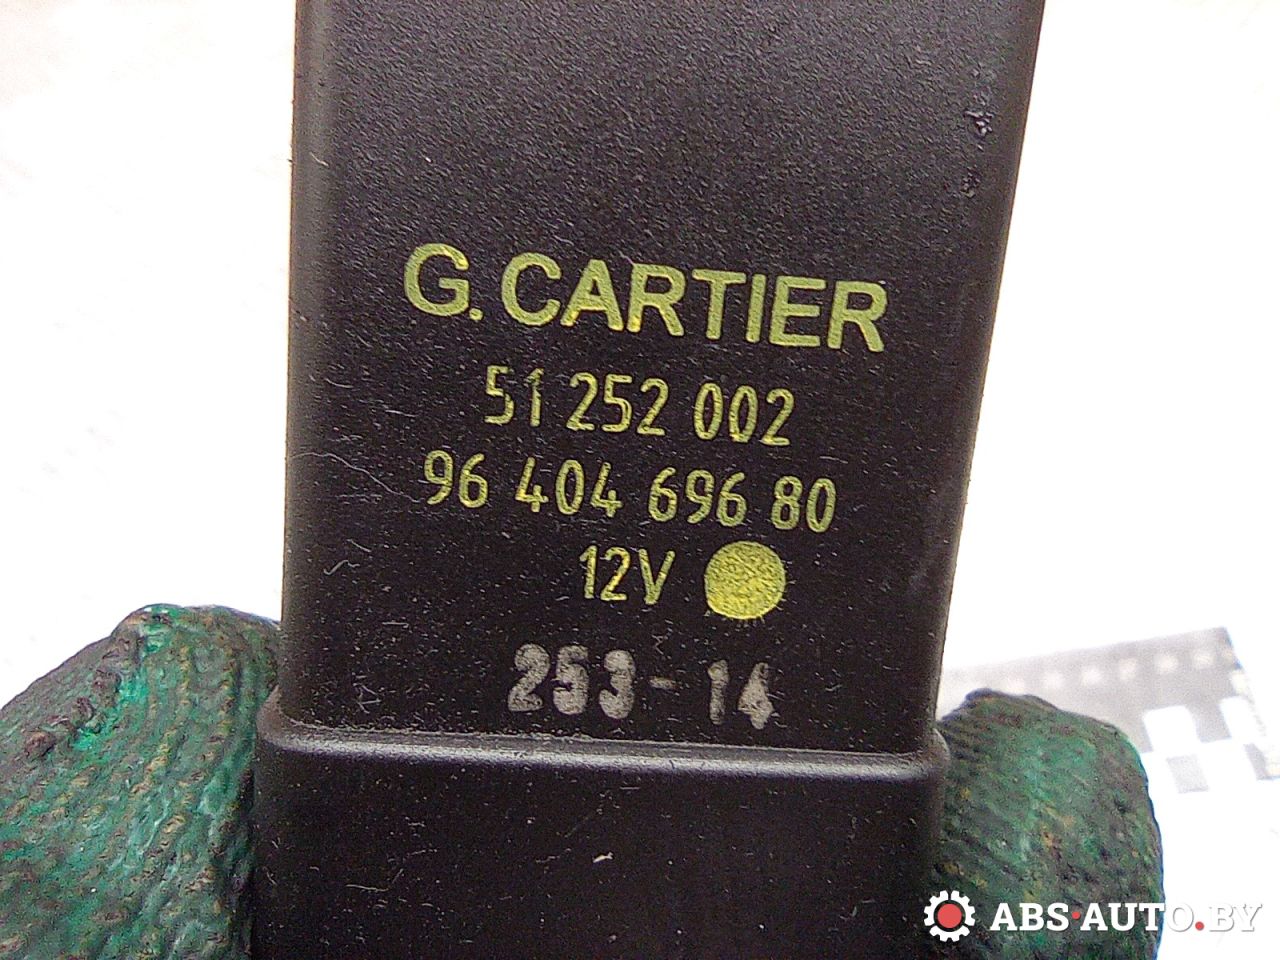 G. CARTIER
51 252 002
96 404 696 80
12V
253-14
ABS-AUTO.BY